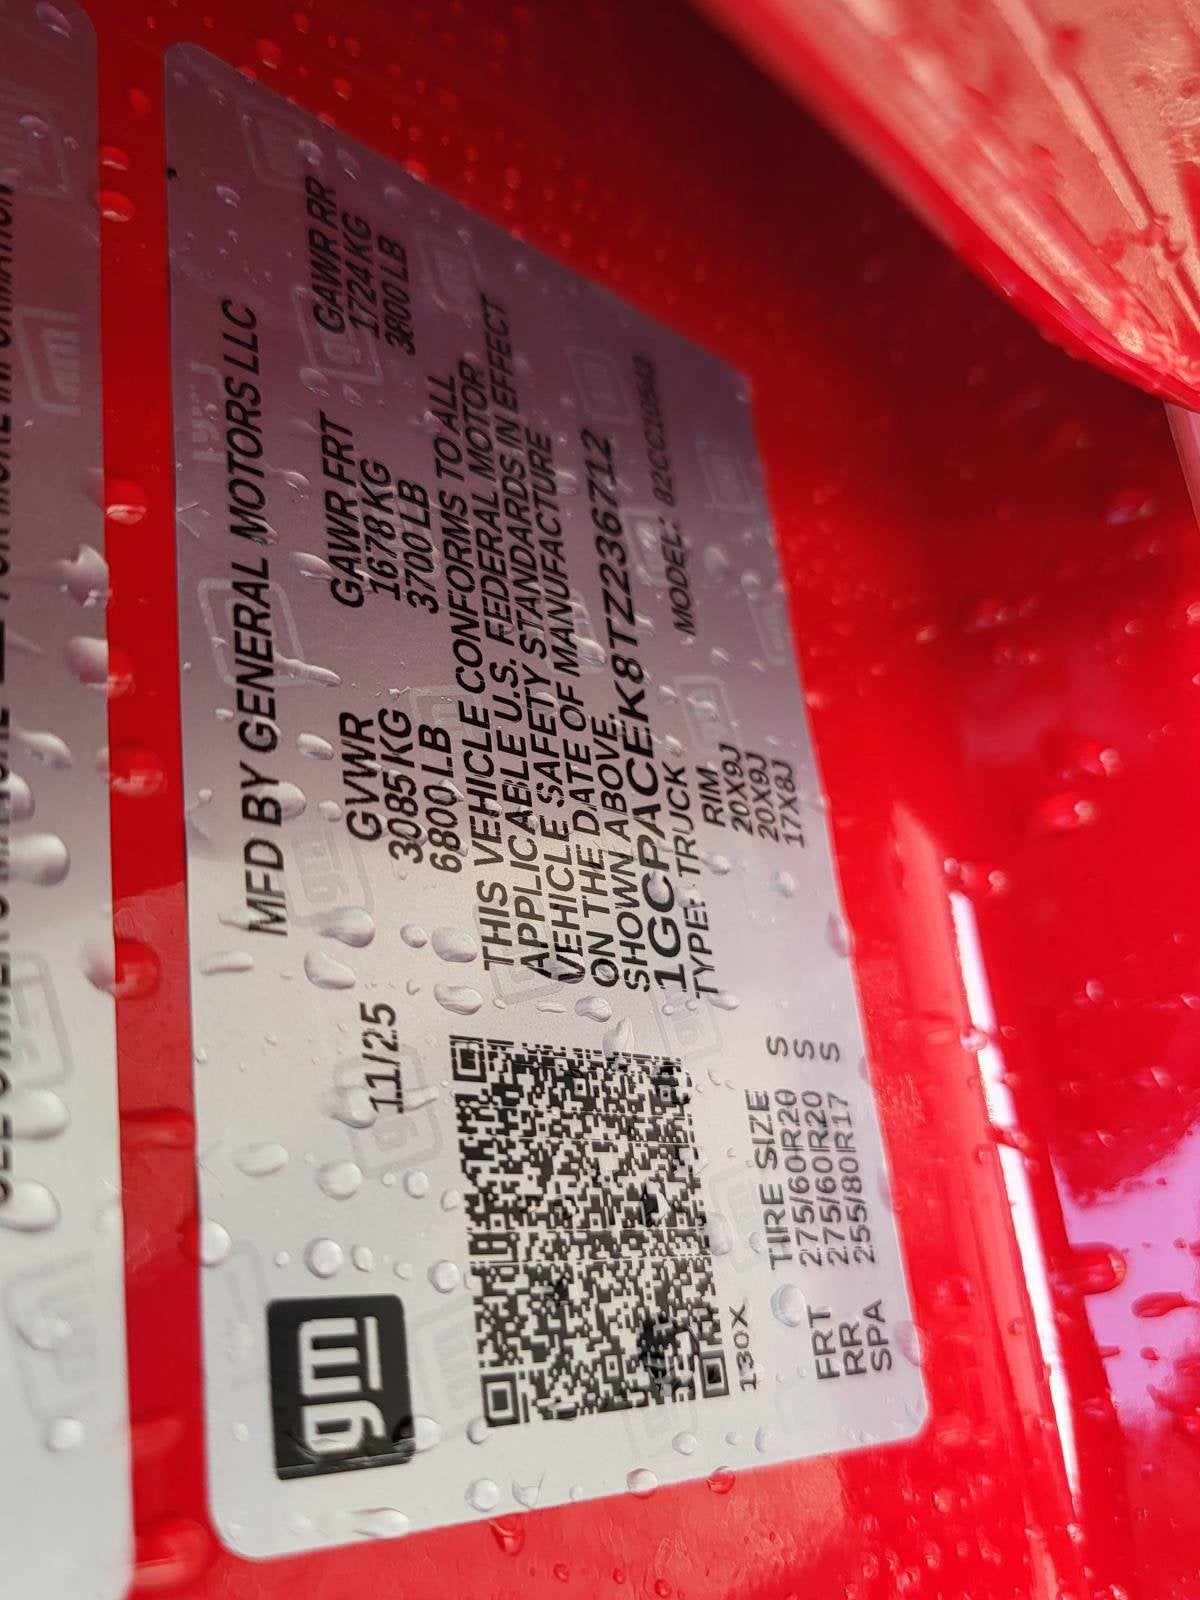 gm
MFD BY GENERAL MOTORS LLC
11/25
GVWR GAWR FRT GAWR RR
3085 KG 1678 KG 1724 KG
6800 LB 3700 LB 3800 LB
THIS VEHICLE CONFORMS TO ALL
APPLICABLE U.S. FEDERAL MOTOR
VEHICLE SAFETY STANDARDS IN EFFECT
ON THE DATE OF MANUFACTURE
SHOWN ABOVE.
1GCPACEK8TZ236712
TYPE: TRUCK MODEL: 82CC10543
130X
TIRE SIZE RIM
FRT 275/60R20 S 20X9J
RR 275/60R20 S 20X9J
SPA 255/80R17 S 17X8J